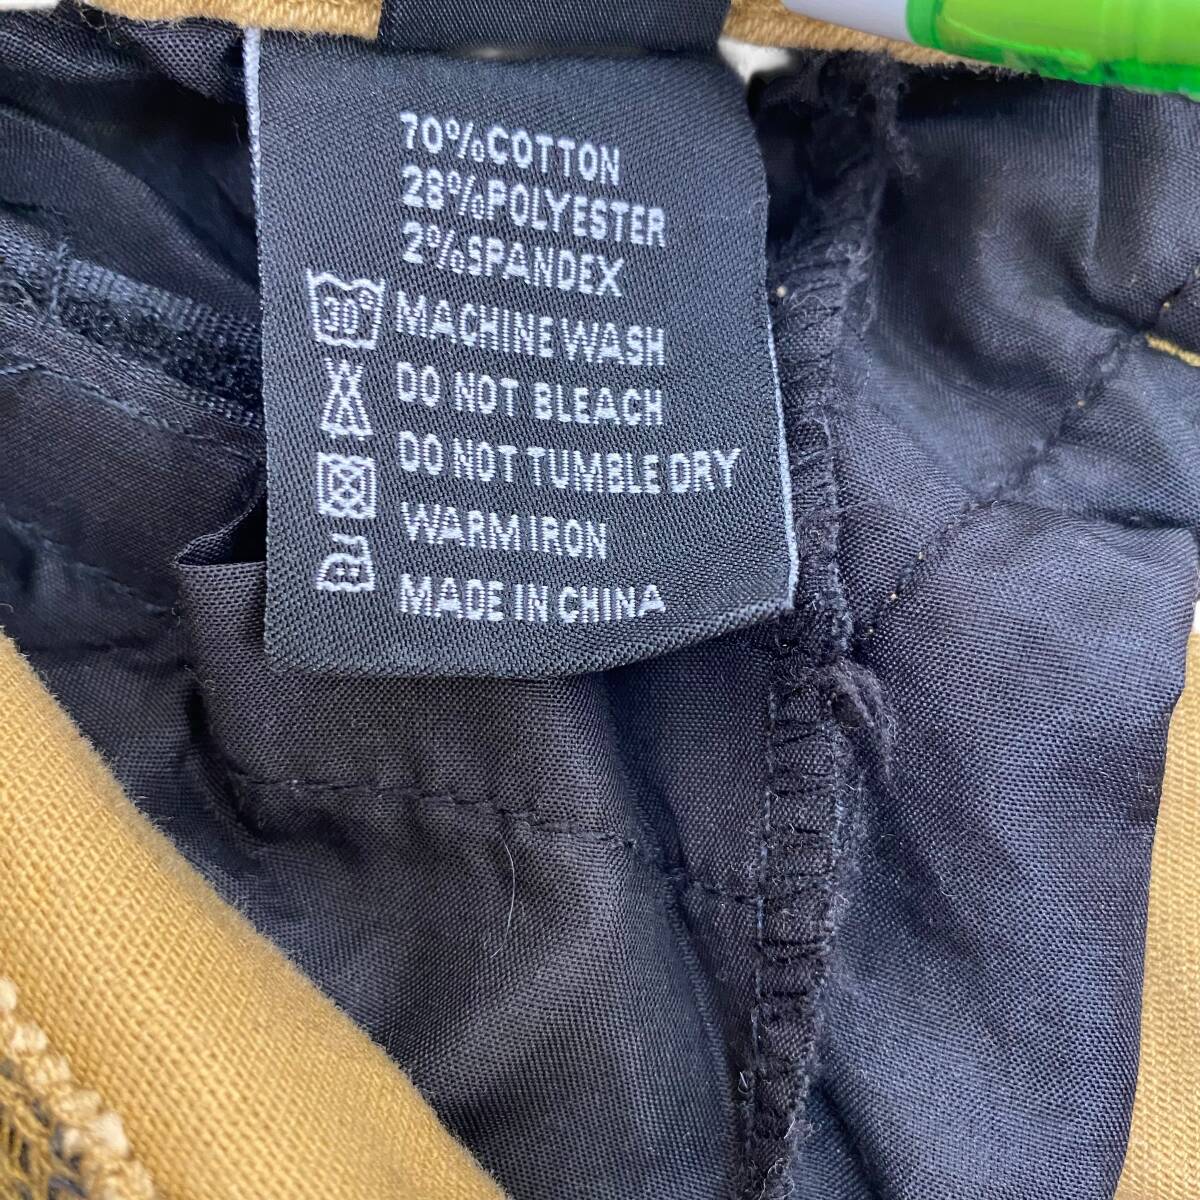 70%COTTON
28%POLYESTER
2%SPANDEX
30° MACHINE WASH
DO NOT BLEACH
DO NOT TUMBLE DRY
WARM IRON
MADE IN CHINA